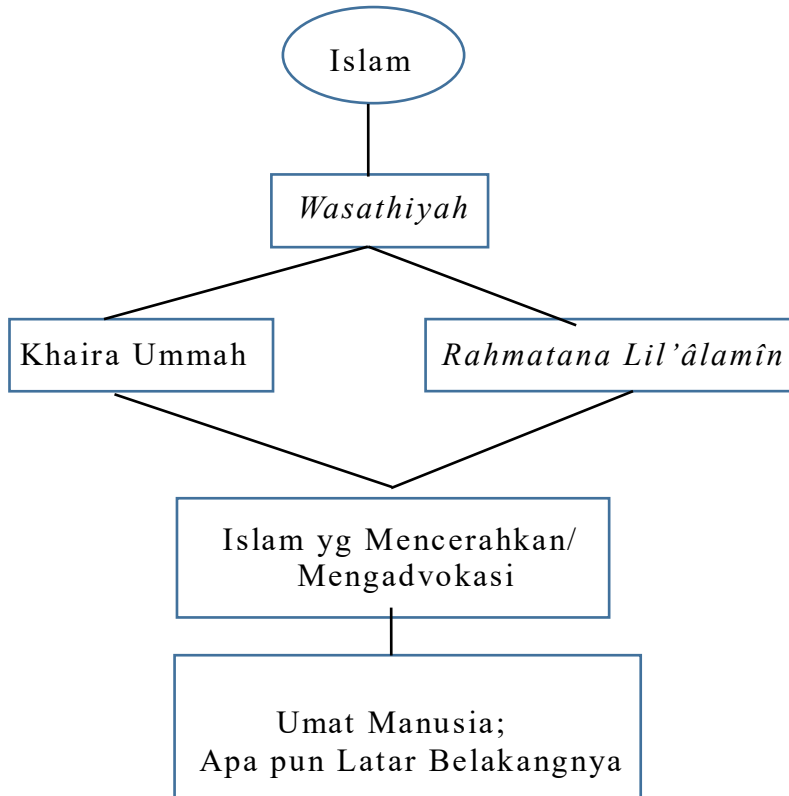 Islam
Wasathiyah
Khaira Ummah
Rahmatana Lil’âlamîn
Islam yg Mencerahkan/
Mengadvokasi
Umat Manusia;
Apa pun Latar Belakangnya